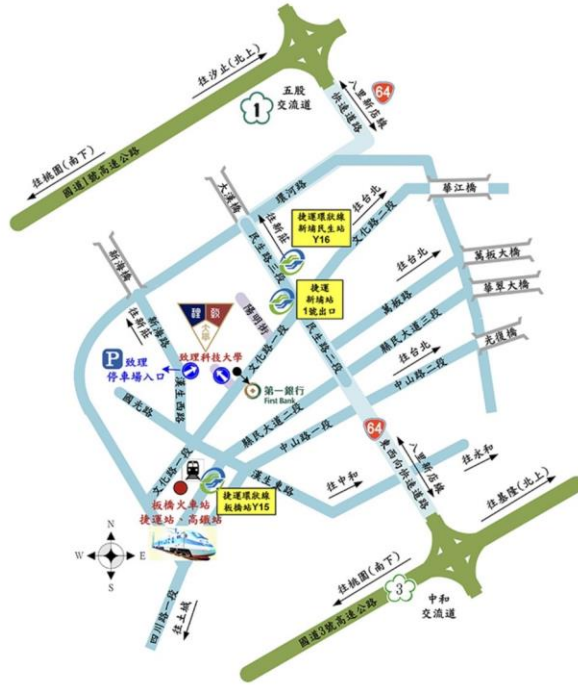 往汐止(北上)
五股
交流道
1
64
八里新店線
快速道路
往桃園(南下)
國道1號高速公路
環河路
大漢橋
往新莊
民生路三段
捷運環狀線
新埔民生站
Y16
往台北
文化路二段
華江橋
新海橋
往新莊
新海路
捷運
新埔站
1號出口
往台北
萬板大橋
萬板路
華翠大橋
陽明街
文化路一段
民生路二段
縣民大道三段
往台北
光復橋
中山路二段
致理科技大學
P 致理
停車場入口
漢生西路
第一銀行
First Bank
國光路
縣民大道二段
中山路一段
64
八里新店線
東西向快速道路
往永和
往中和
漢生東路
文化路一段
捷運環狀線
板橋站Y15
板橋火車站
捷運站、高鐵站
往基隆(北上)
N
W
E
S
往桃園(南下)
3
中和
交流道
國道3號高速公路
四川路一段
往土城